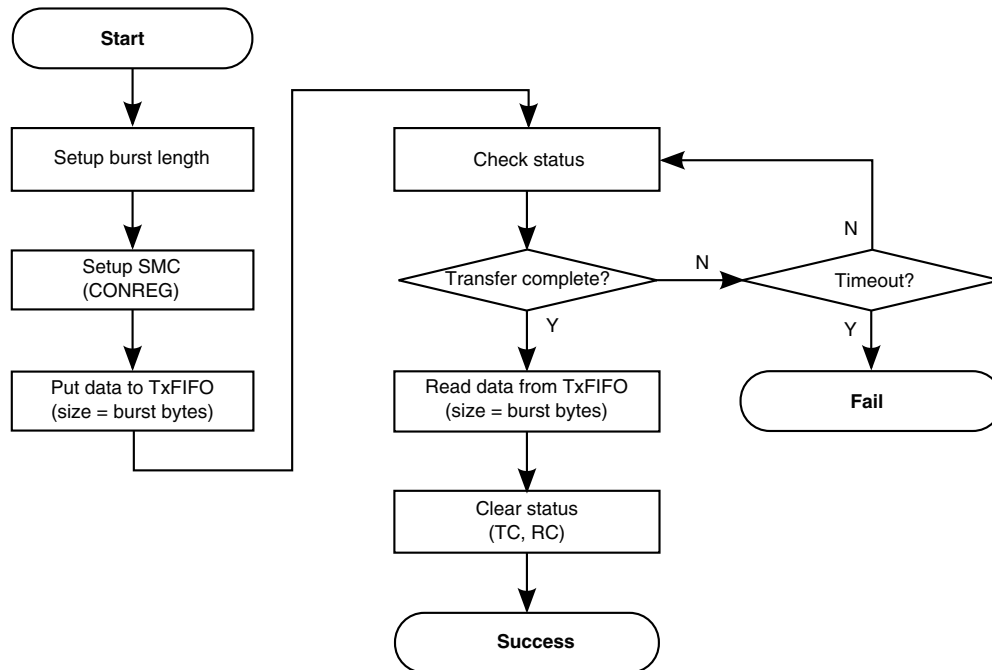 Start
Setup burst length
Setup SMC
(CONREG)
Put data to TxFIFO
(size = burst bytes)
Check status
Transfer complete?
N
Timeout?
N
Y
Fail
Y
Read data from TxFIFO
(size = burst bytes)
Clear status
(TC, RC)
Success